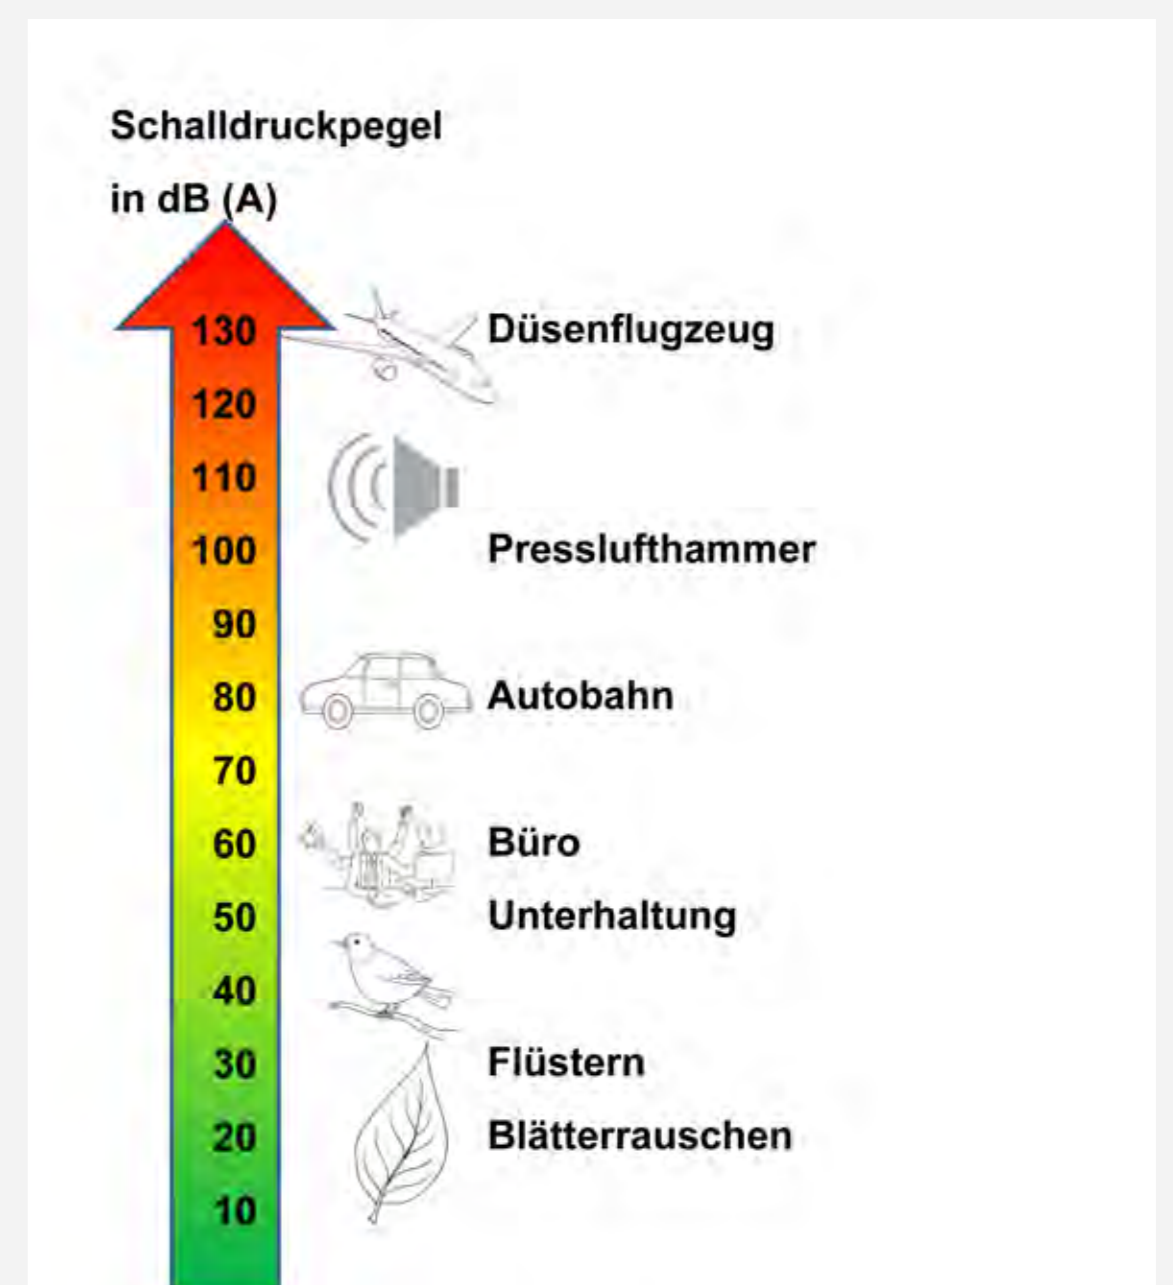 Schalldruckpegel
in dB (A)
130 Düsenflugzeug
120
110
100 Presslufthammer
90
80 Autobahn
70
60 Büro
50 Unterhaltung
40
30 Flüstern
20 Blätterrauschen
10